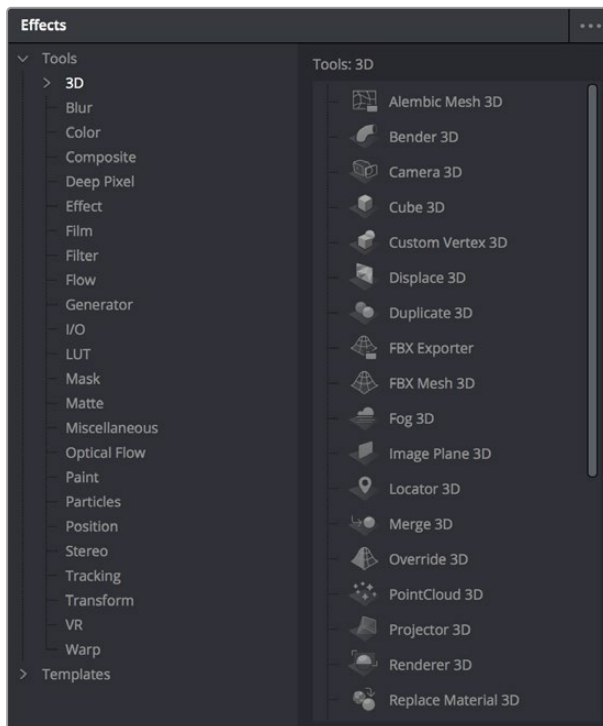 Effects
Tools
3D
Blur
Color
Composite
Deep Pixel
Effect
Film
Filter
Flow
Generator
I/O
LUT
Mask
Matte
Miscellaneous
Optical Flow
Paint
Particles
Position
Stereo
Tracking
Transform
VR
Warp
Templates
Tools: 3D
Alembic Mesh 3D
Bender 3D
Camera 3D
Cube 3D
Custom Vertex 3D
Displace 3D
Duplicate 3D
FBX Exporter
FBX Mesh 3D
Fog 3D
Image Plane 3D
Locator 3D
Merge 3D
Override 3D
PointCloud 3D
Projector 3D
Renderer 3D
Replace Material 3D